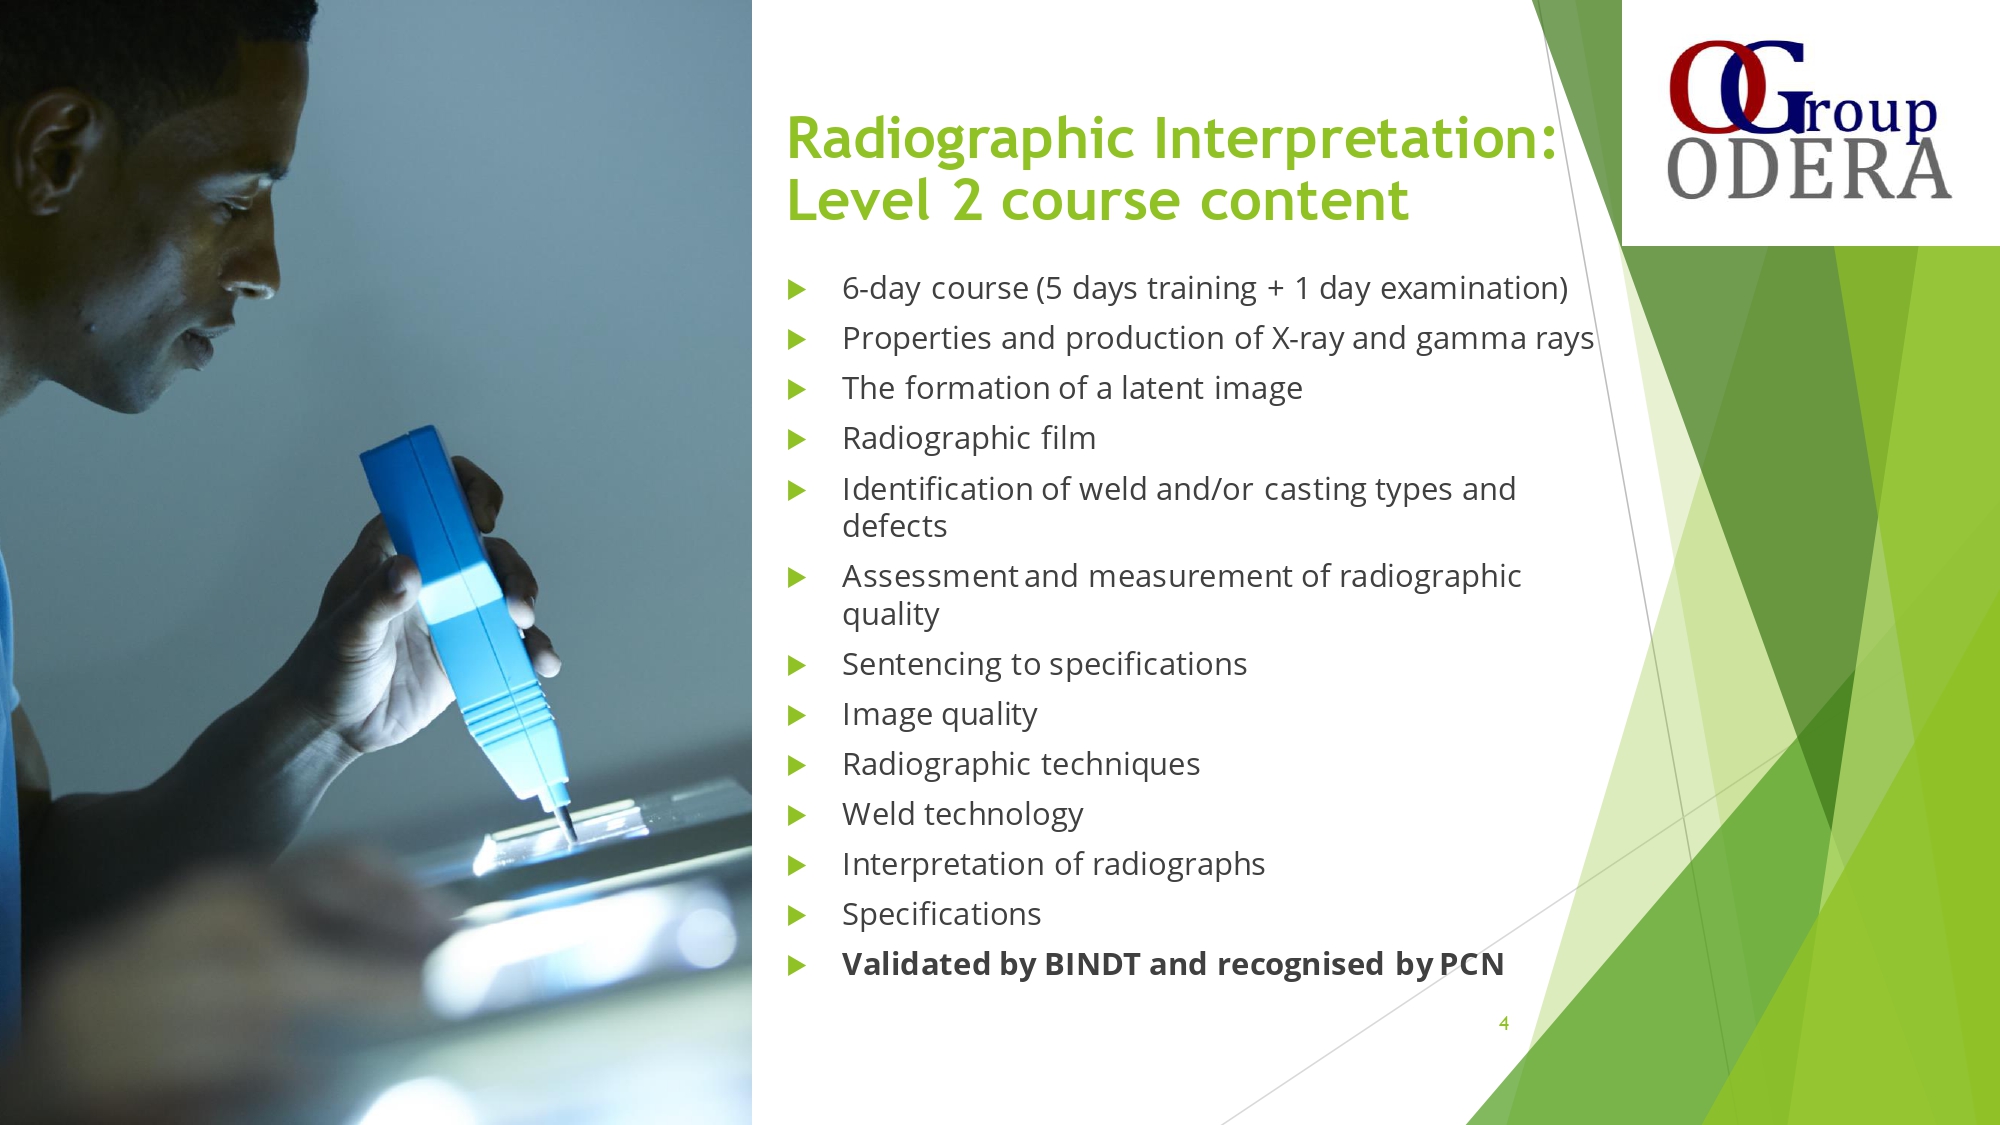 Radiographic Interpretation:
Level 2 course content
OGroup
ODERA
6-day course (5 days training + 1 day examination)
Properties and production of X-ray and gamma rays
The formation of a latent image
Radiographic film
Identification of weld and/or casting types and
defects
Assessment and measurement of radiographic
quality
Sentencing to specifications
Image quality
Radiographic techniques
Weld technology
Interpretation of radiographs
Specifications
Validated by BINDT and recognised by PCN
4